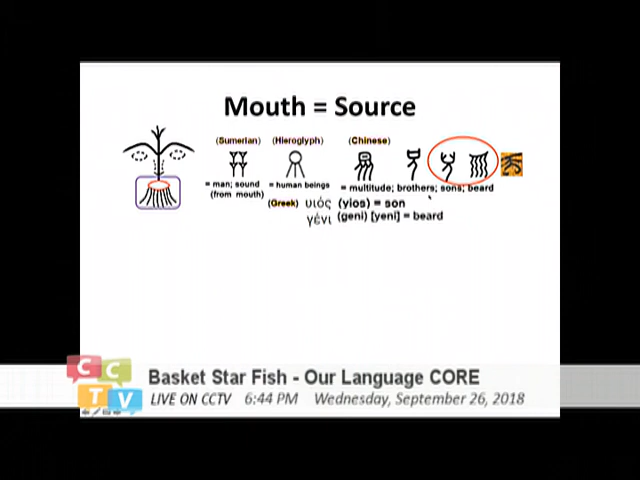 Mouth = Source
(Sumerian) (Hieroglyph) (Chinese)
= man; sound = human beings = multitude; brothers; sons; beard
(from mouth)
(Greek) υιός (yios) = son
γένι (geni) [yeni] = beard
CCTV
Basket Star Fish - Our Language CORE
LIVE ON CCTV 6:44 PM Wednesday, September 26, 2018